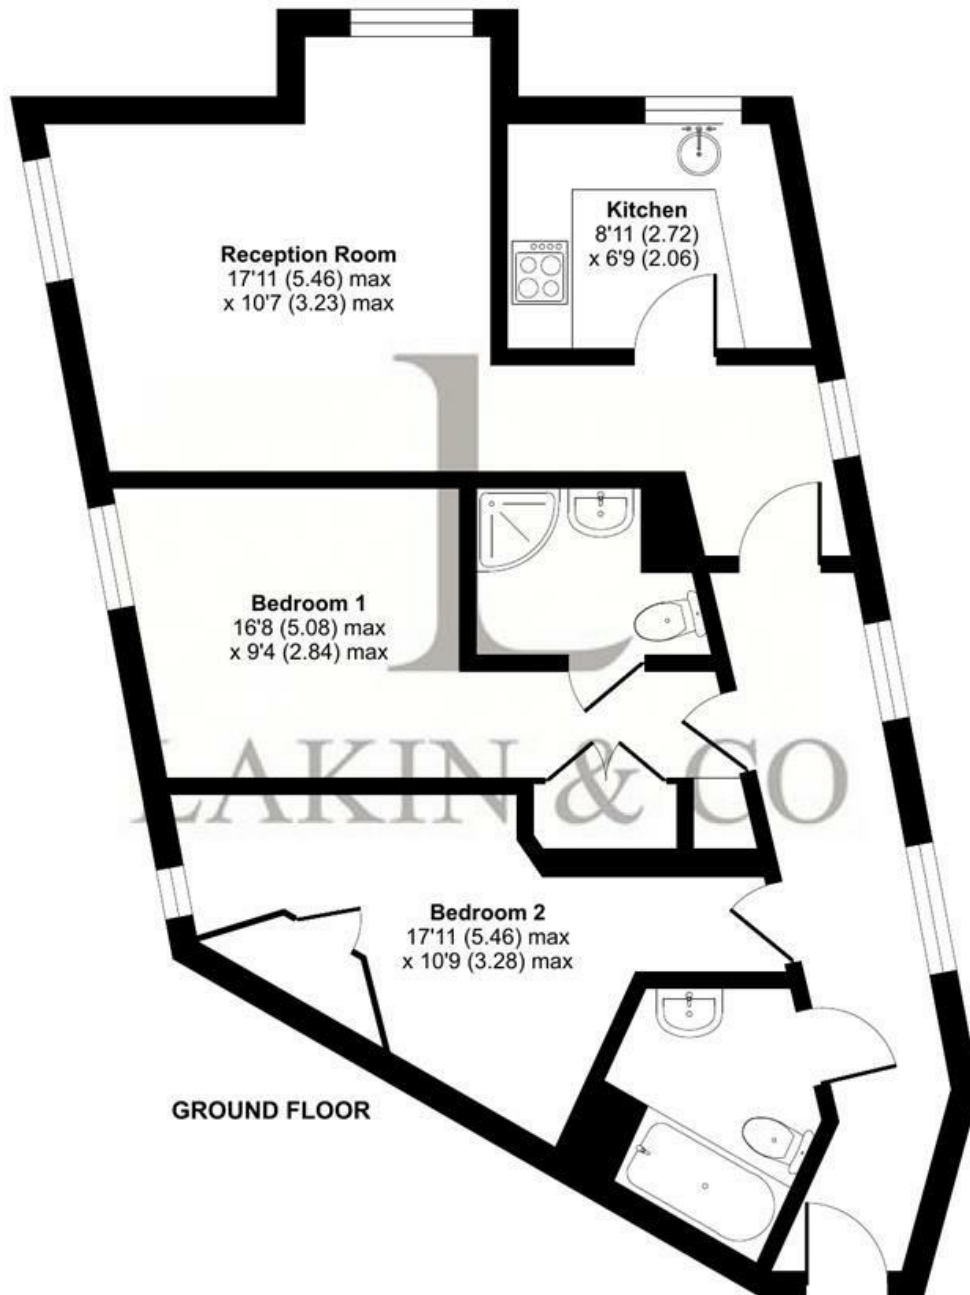 Kitchen
8'11 (2.72)
x 6'9 (2.06)
Reception Room
17'11 (5.46) max
x 10'7 (3.23) max
Bedroom 1
16'8 (5.08) max
x 9'4 (2.84) max
L
LAKIN & CO
Bedroom 2
17'11 (5.46) max
x 10'9 (3.28) max
GROUND FLOOR